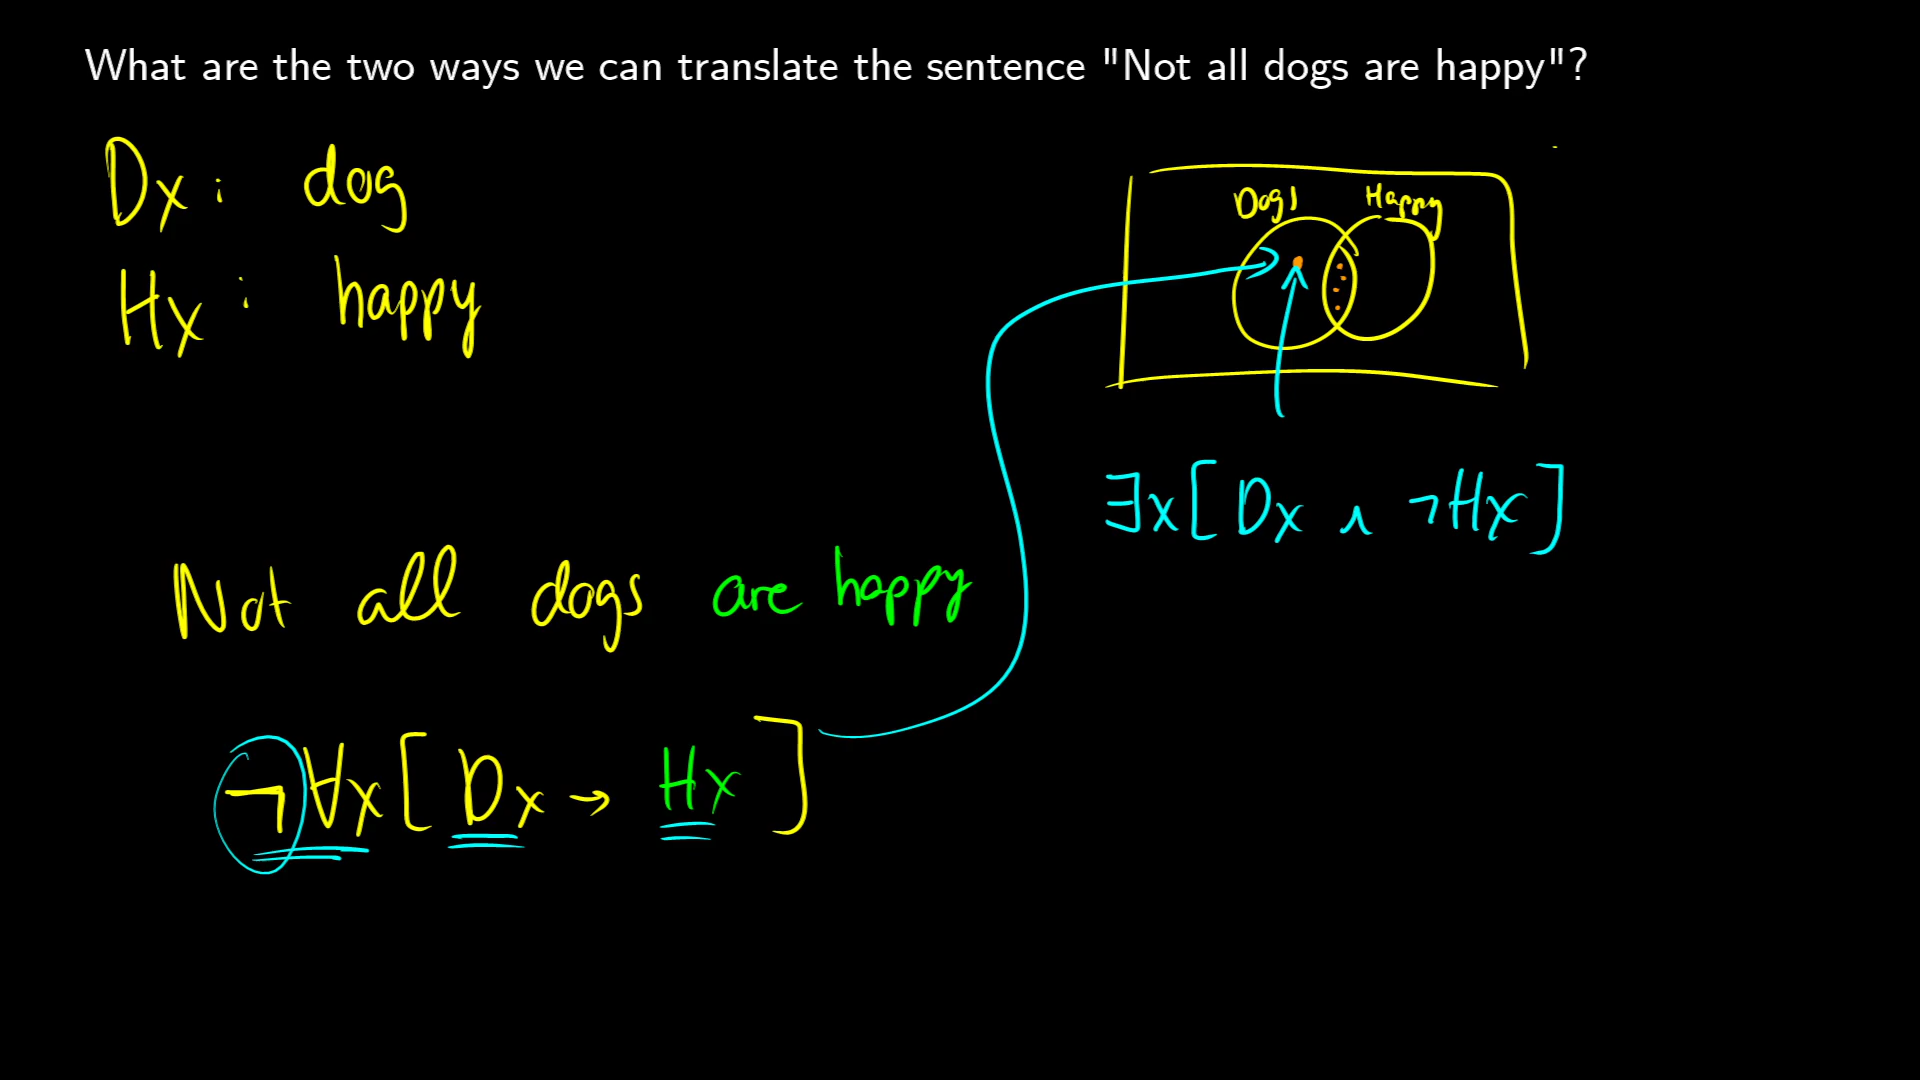 What are the two ways we can translate the sentence "Not all dogs are happy"?
Dx: dog
Hx: happy
Dogs Happy
∃x[Dx ∧ ¬Hx]
Not all dogs are happy
¬∀x[Dx → Hx]